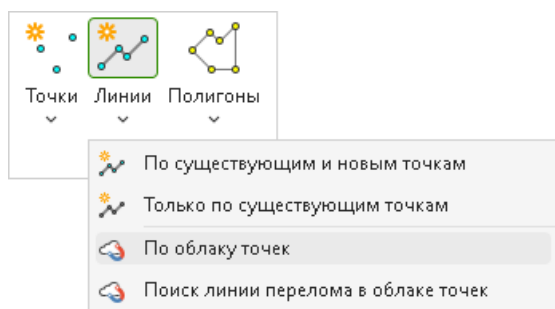 Точки Линии Полигоны
По существующим и новым точкам
Только по существующим точкам
По облаку точек
Поиск линии перелома в облаке точек